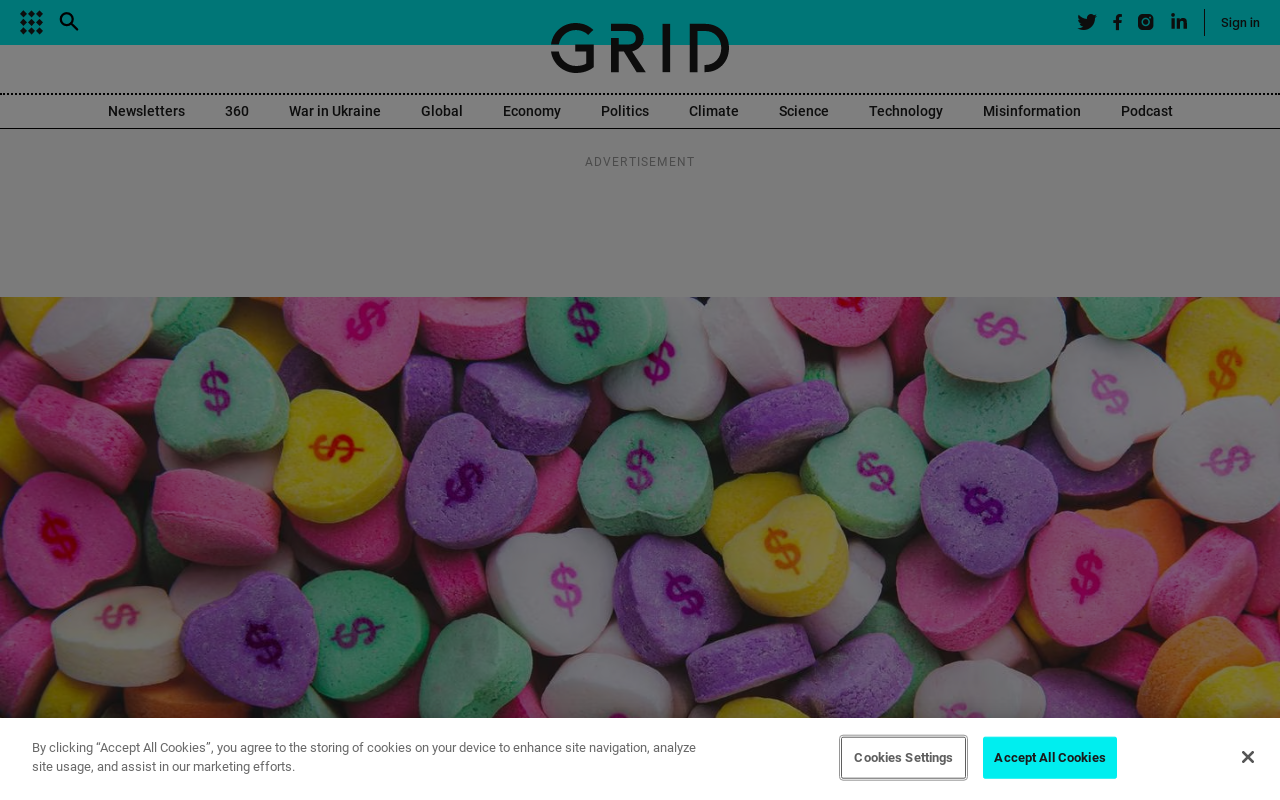 Sign in
GRID
Newsletters 360 War in Ukraine Global Economy Politics Climate Science Technology Misinformation Podcast
ADVERTISEMENT
$ $ $ $ $ $ $ $ $ $ $ $ $ $ $ $ $ $ $ $ $ $
By clicking “Accept All Cookies”, you agree to the storing of cookies on your device to enhance site navigation, analyze
site usage, and assist in our marketing efforts.
Cookies Settings
Accept All Cookies